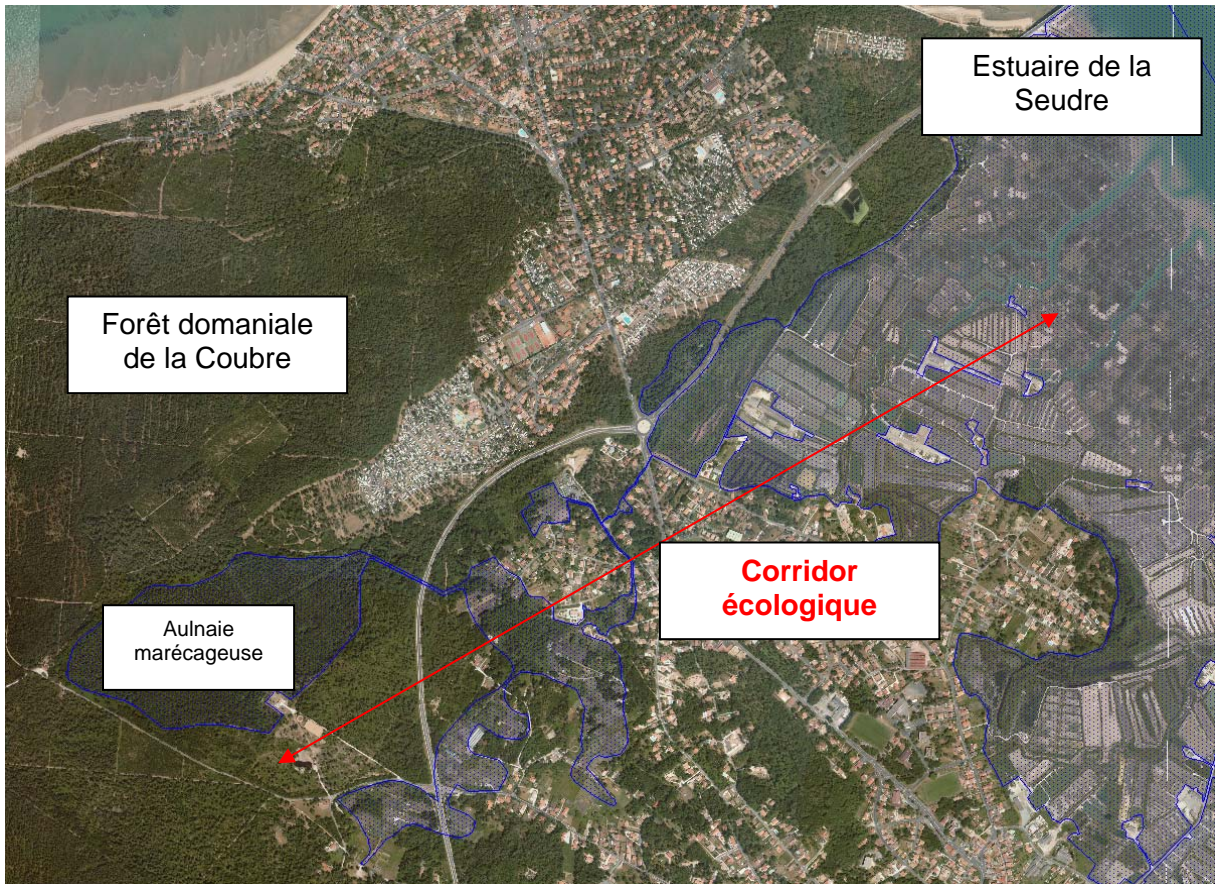 Estuaire de la
Seudre
Forêt domaniale
de la Coubre
Corridor
écologique
Aulnaie
marécageuse